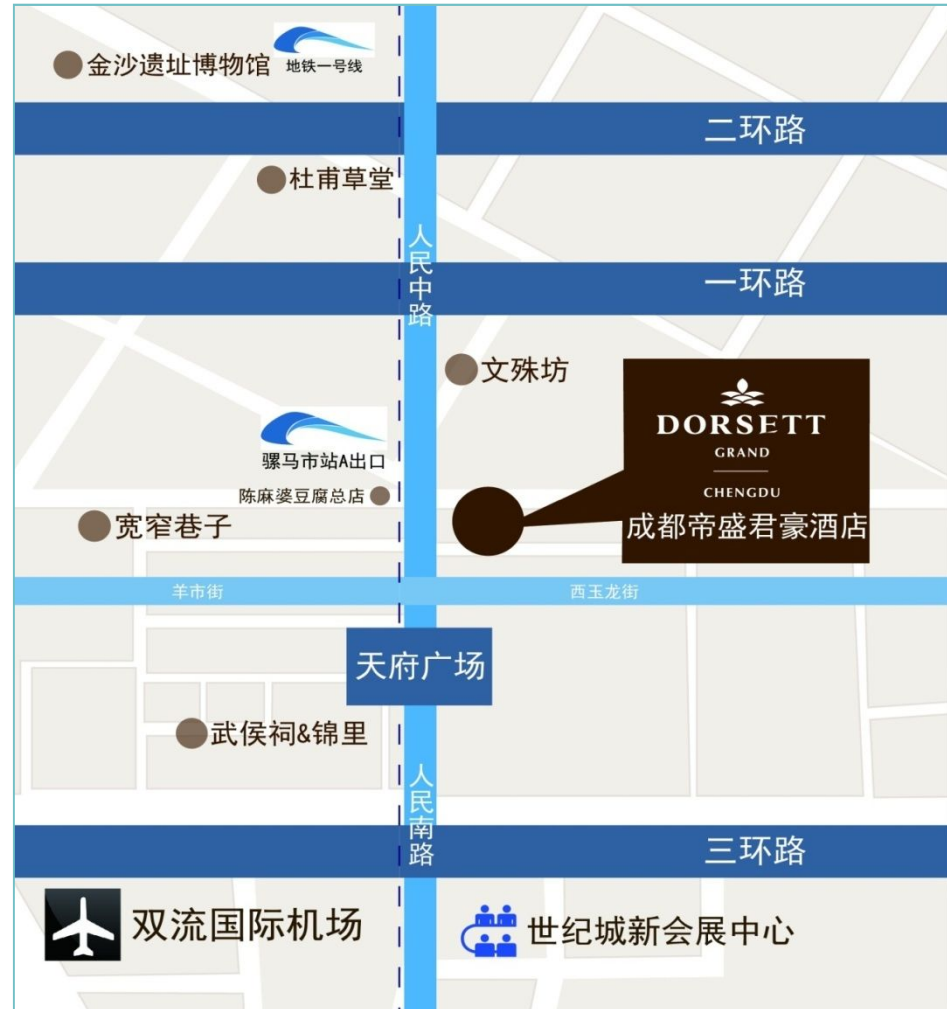 金沙遗址博物馆
地铁一号线
二环路
杜甫草堂
人民中路
一环路
文殊坊
DORSETT
GRAND
CHENGDU
成都帝盛君豪酒店
骡马市站A出口
陈麻婆豆腐总店
宽窄巷子
羊市街
西玉龙街
天府广场
武侯祠&锦里
人民南路
三环路
双流国际机场
世纪城新会展中心